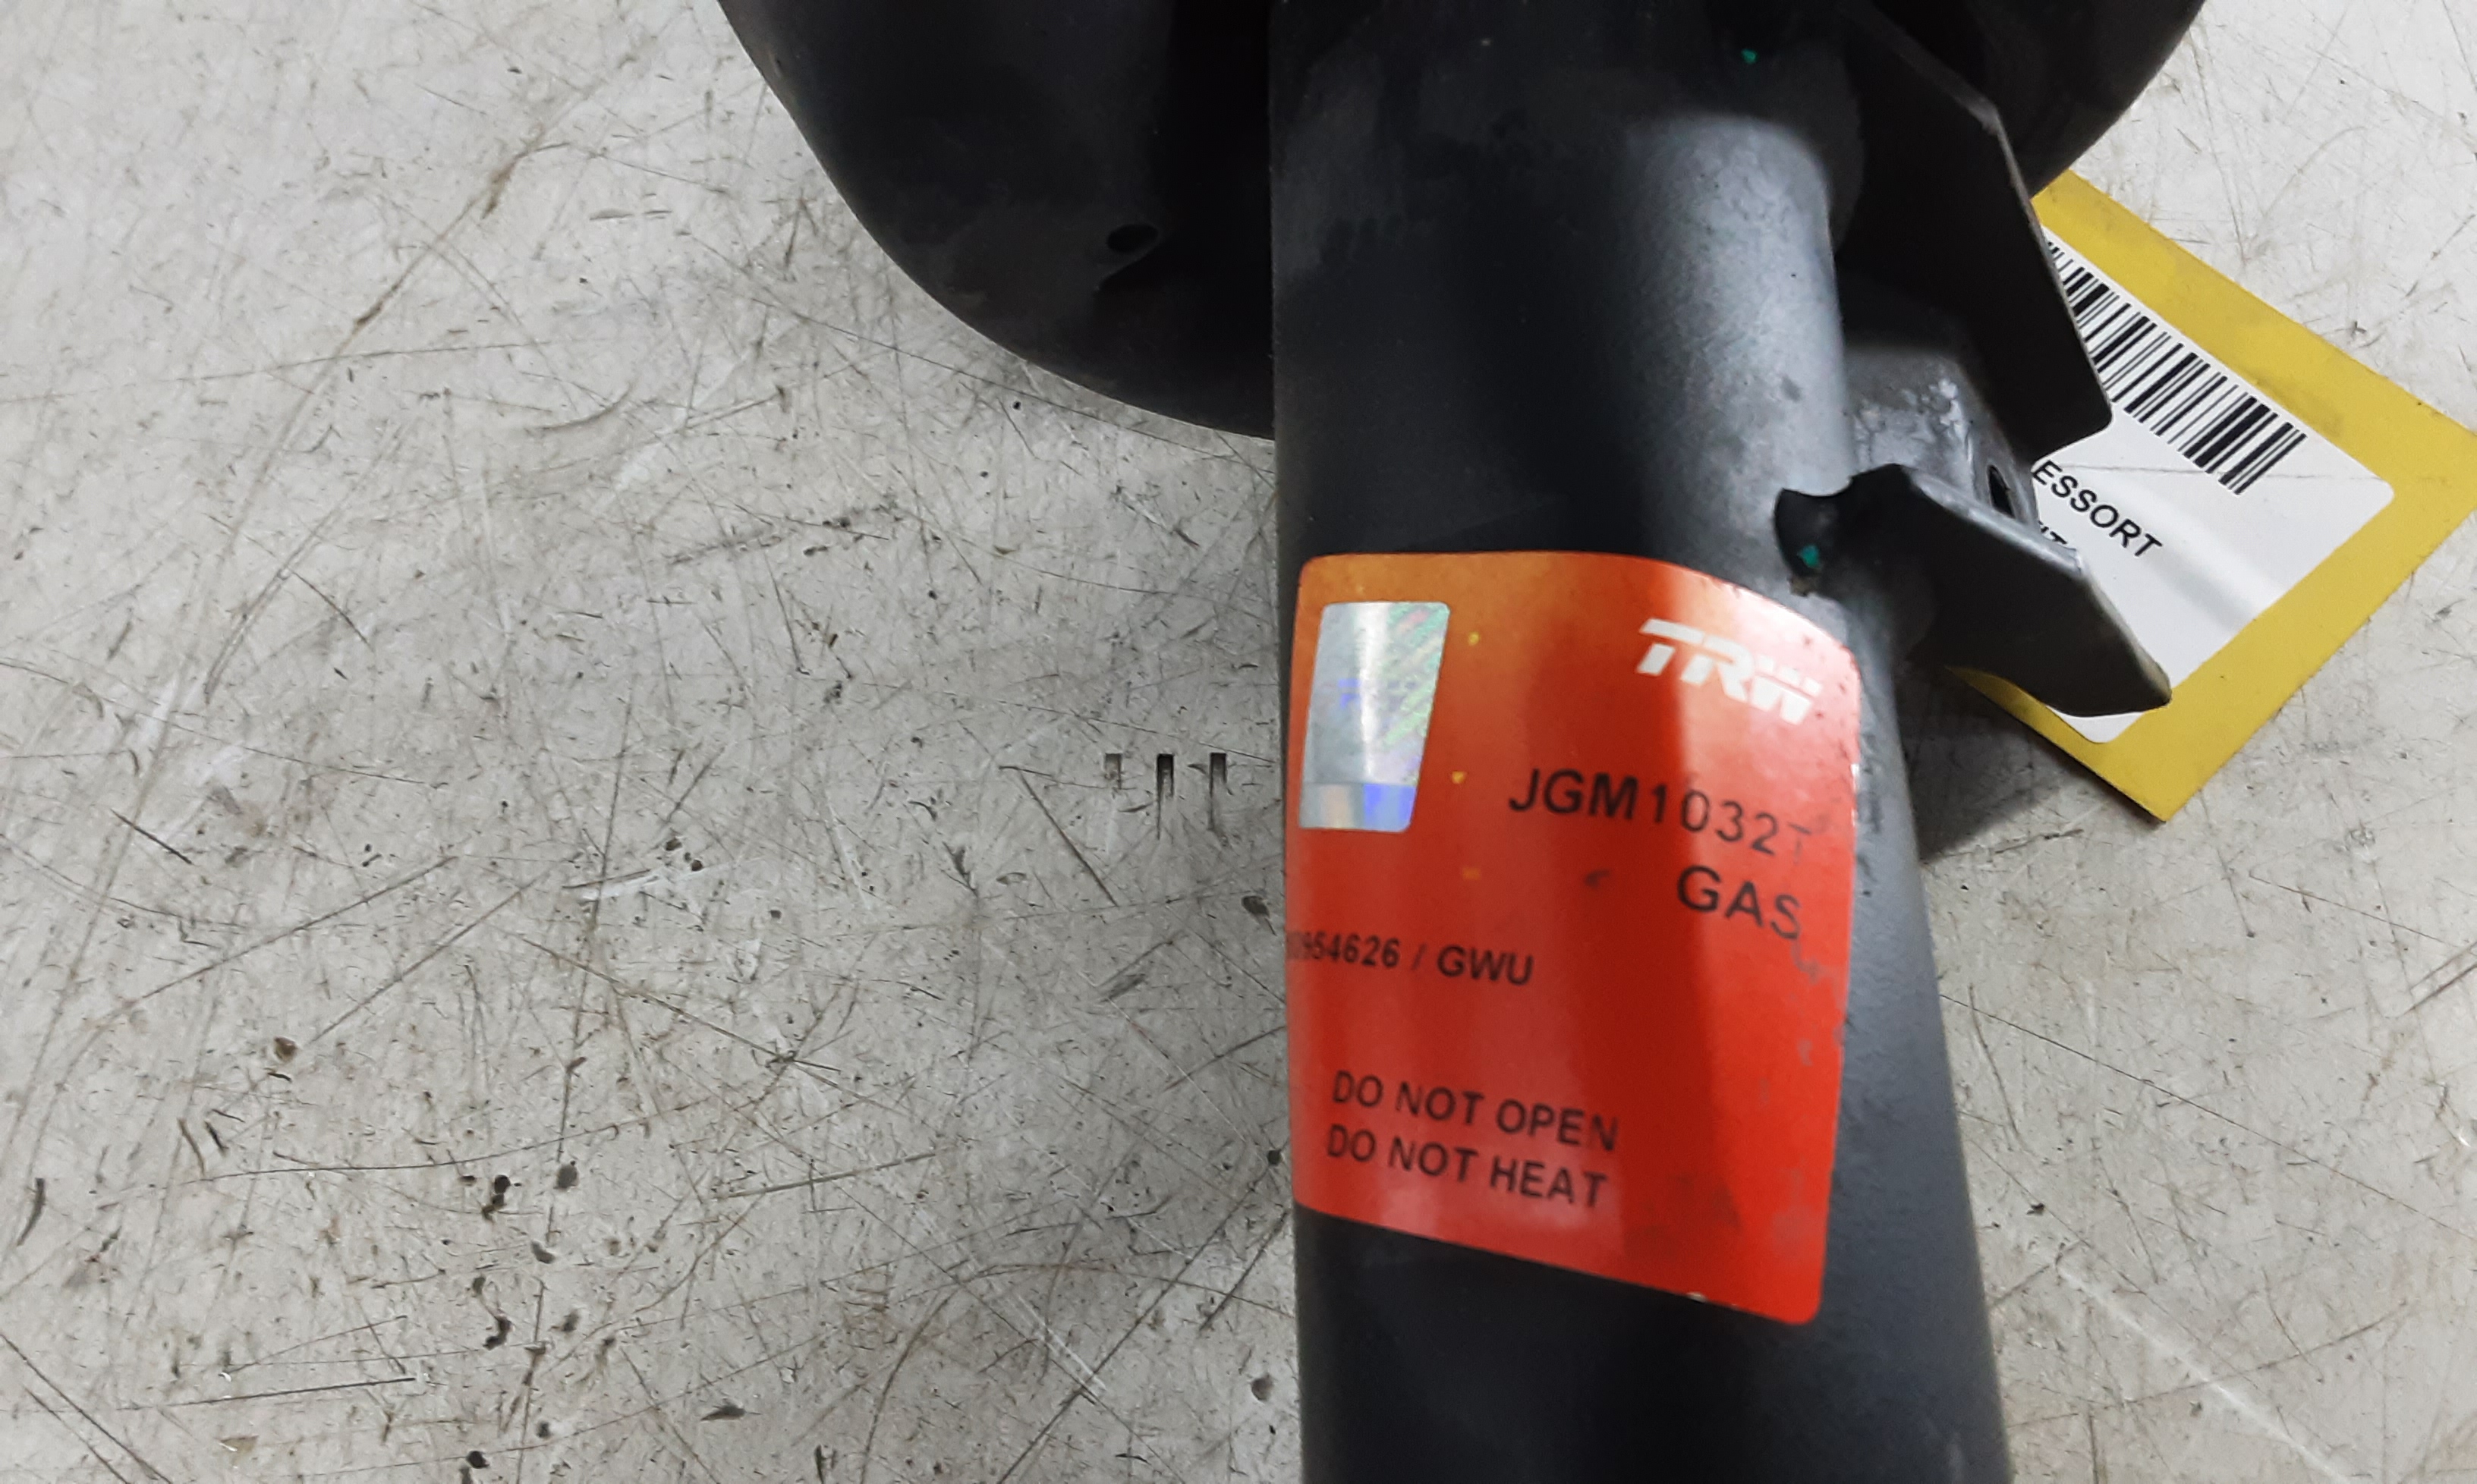 TRW
JGM1032T
GAS
/ GWU
DO NOT OPEN
DO NOT HEAT
ESSORT